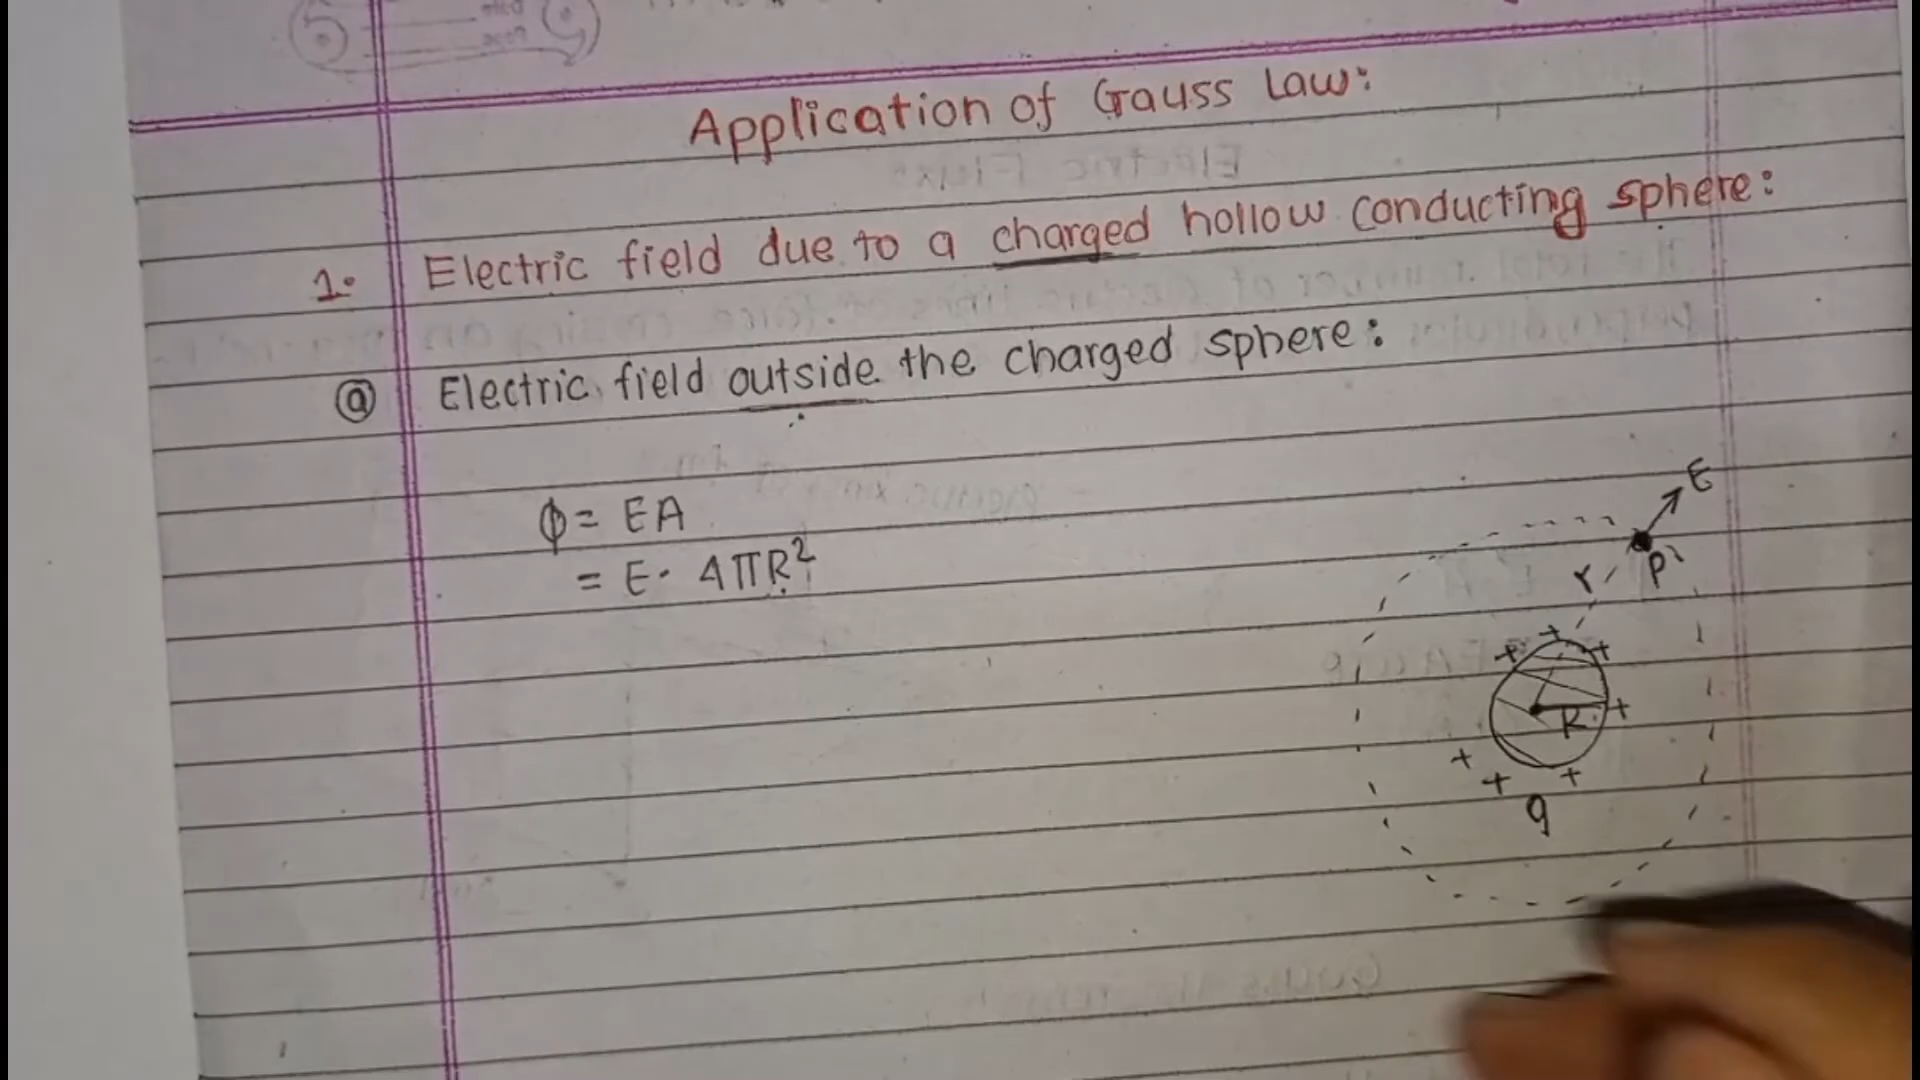 Application of Gauss Law:
1. Electric field due to a charged hollow conducting sphere:
ⓐ Electric field outside the charged sphere:
ϕ = EA
= E. 4πR²
E
r
P
R
q